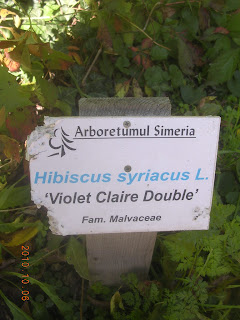 Arboretumul Simeria
Hibiscus syriacus L.
'Violet Claire Double'
Fam. Malvaceae
2010 10 06